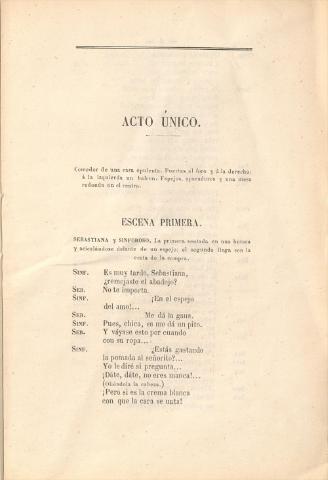 ACTO ÚNICO.
Comedor de una casa opulenta. Puertas al foro y á la derecha:
á la izquierda un balcon. Espejos, aparadores y una mesa
redonda en el centro.
ESCENA PRIMERA.
SEBASTIANA y SINFOROSO. La primera sentada en una butaca
y aciscalándose delante de un espejo; el segundo llega con la
cesta de la compra.
SINF. Es muy tarde, Sebastiana,
¿remojaste el abadejo?
SEB. No te importa.
SINF. ¡En el espejo
del amo!...
SEB. Me dá la gana.
SINF. Pues, chica, se me dá un pito.
SEB. Y váyase esto por cuando
con su ropa...
SINF. ¿Estás gastando
la pomada al señorito?...
Yo le diré si pregunta...
¡Dáte, dáte, no eres manca!...
(Oliéndola la cabeza.)
¡Pero si es la crema blanca
con que la cara se unta!